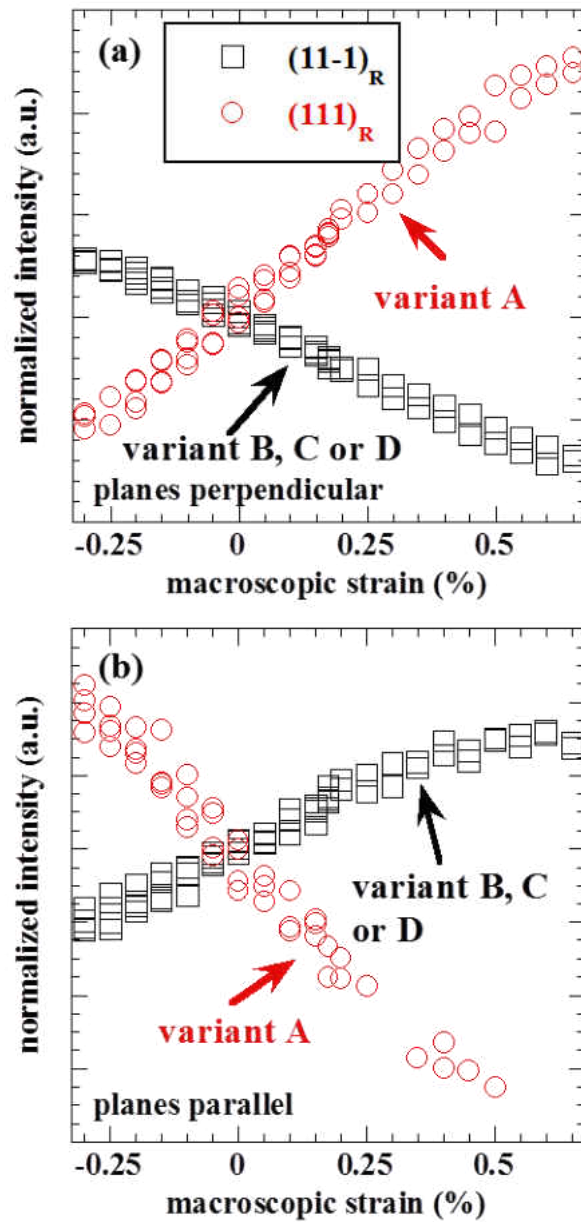 (a)
(11-1)R
(111)R
variant A
variant B, C or D
planes perpendicular
normalized intensity (a.u.)
-0.25 0 0.25 0.5
macroscopic strain (%)
(b)
variant B, C
or D
variant A
planes parallel
normalized intensity (a.u.)
-0.25 0 0.25 0.5
macroscopic strain (%)